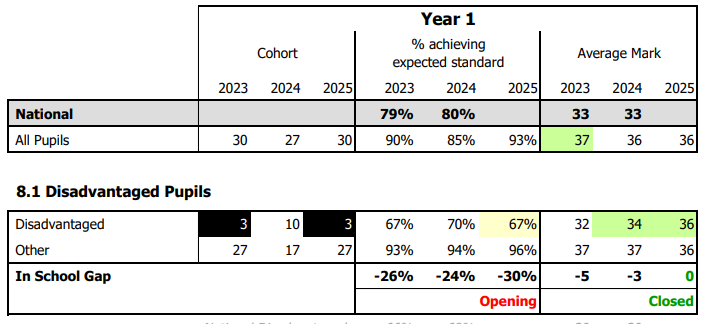 Year 1
Cohort % achieving expected standard Average Mark
2023 2024 2025 2023 2024 2025 2023 2024 2025
National 79% 80% 33 33
All Pupils 30 27 30 90% 85% 93% 37 36 36
8.1 Disadvantaged Pupils
Disadvantaged 3 10 3 67% 70% 67% 32 34 36
Other 27 17 27 93% 94% 96% 37 37 36
In School Gap -26% -24% -30% -5 -3 0
Opening Closed